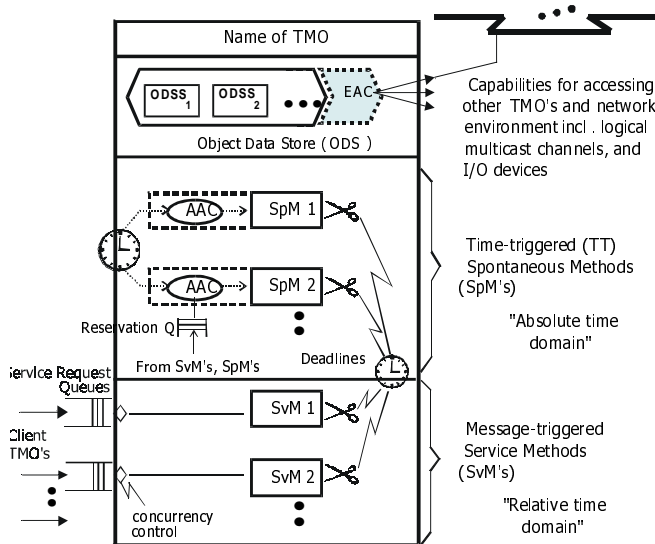 Name of TMO
ODSS 1
ODSS 2
EAC
Object Data Store ( ODS )
Capabilities for accessing
other TMO's and network
environment incl . logical
multicast channels, and
I/O devices
AAC
SpM 1
AAC
SpM 2
Reservation Q
From SvM's, SpM's
Deadlines
Time-triggered (TT)
Spontaneous Methods
(SpM's)
"Absolute time
domain"
Service Request
Queues
Client
TMO's
SvM 1
SvM 2
concurrency
control
Message-triggered
Service Methods
(SvM's)
"Relative time
domain"